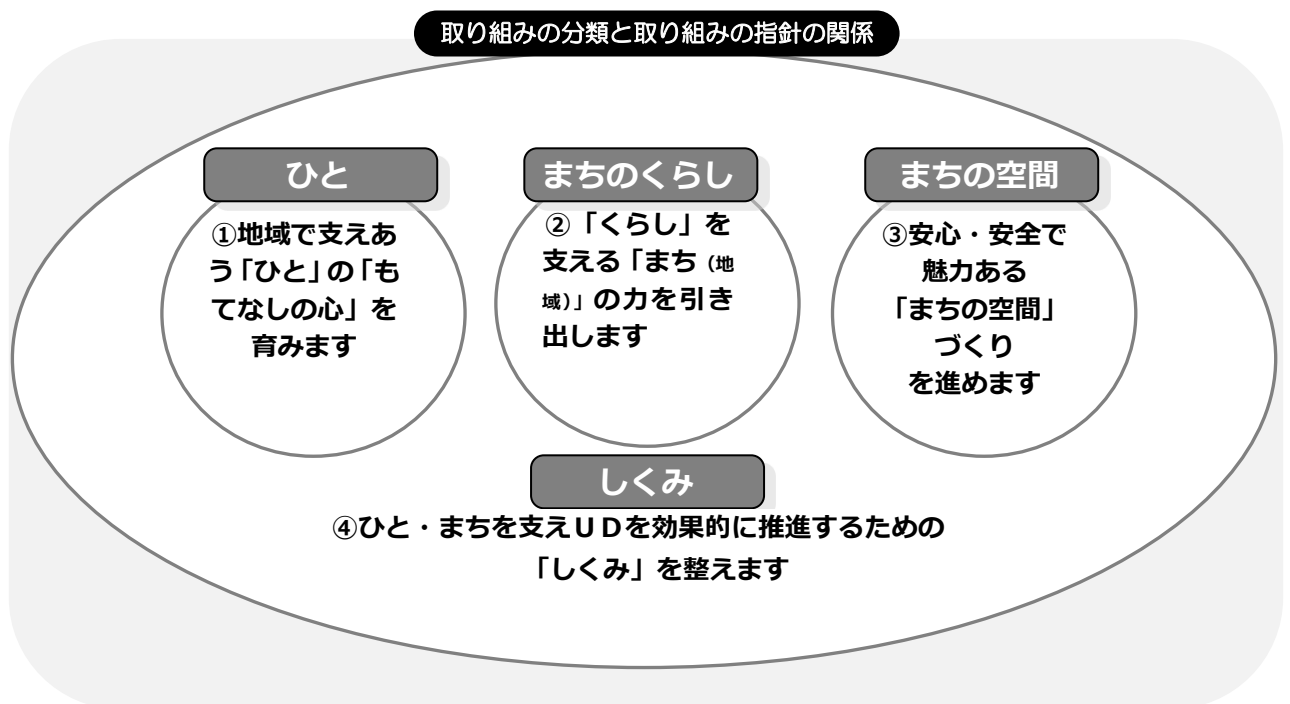 取り組みの分類と取り組みの指針の関係
ひと
①地域で支えあ
う「ひと」の「も
てなしの心」を
育みます
まちのくらし
②「くらし」を
支える「まち（地
域）」の力を引き
出します
まちの空間
③安心・安全で
魅力ある
「まちの空間」
づくり
を進めます
しくみ
④ひと・まちを支えＵＤを効果的に推進するための
「しくみ」を整えます